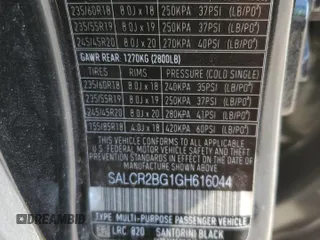 235/60R18 8.0J x 18 250KPA 37PSI (LB/PO²)
235/55R19 8.0J x 19 250KPA 37PSI (LB/PO²)
245/45R20 8.0J x 20 270KPA 40PSI (LB/PO²)
GAWR REAR: 1270KG (2800LB)
TIRES RIMS PRESSURE (COLD SINGLE)
235/60R18 8.0J x 18 240KPA 35PSI (LB/PO²)
235/55R19 8.0J x 19 250KPA 37PSI (LB/PO²)
245/45R20 8.0J x 20 280KPA 41PSI (LB/PO²)
155/85R18 4.0J x 18 420KPA 60PSI (LB/PO²)
THIS VEHICLE CONFORMS TO ALL APPLICABLE
U.S. FEDERAL MOTOR VEHICLE SAFETY AND
THEFT PREVENTION STANDARDS IN EFFECT ON
THE DATE OF MANUFACTURE SHOWN ABOVE.
SALCR2BG1GH616044
TYPE: MULTI-PURPOSE PASSENGER VEHICLE
LRC 820 SANTORINI BLACK